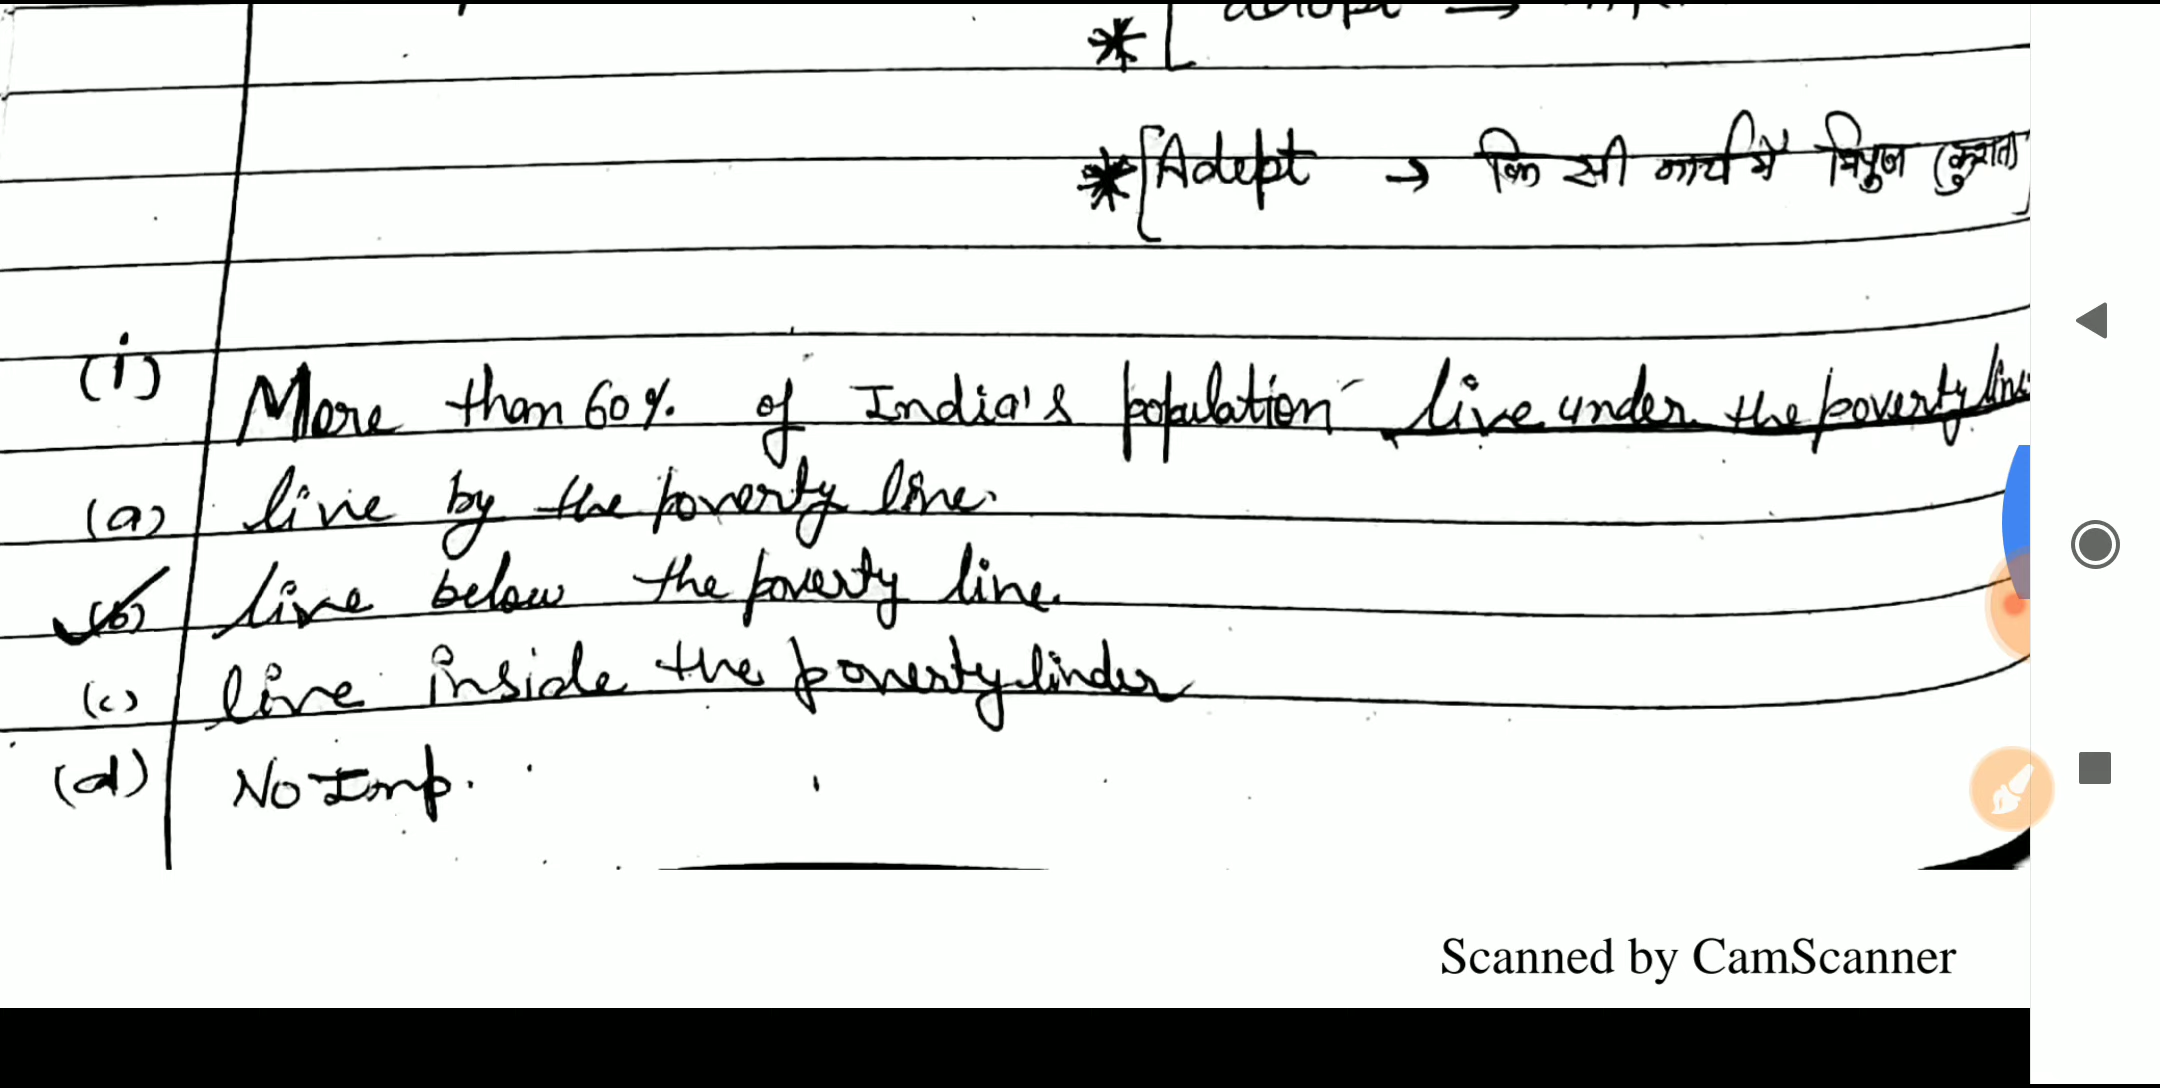 * [
* [Adept → किसी कार्य में निपुण (कुशल)]
(i) More than 60% of India's population live under the poverty line
(a) live by the poverty line.
(b) live below the poverty line.
(c) live inside the poverty linder
(d) No Imp.
Scanned by CamScanner